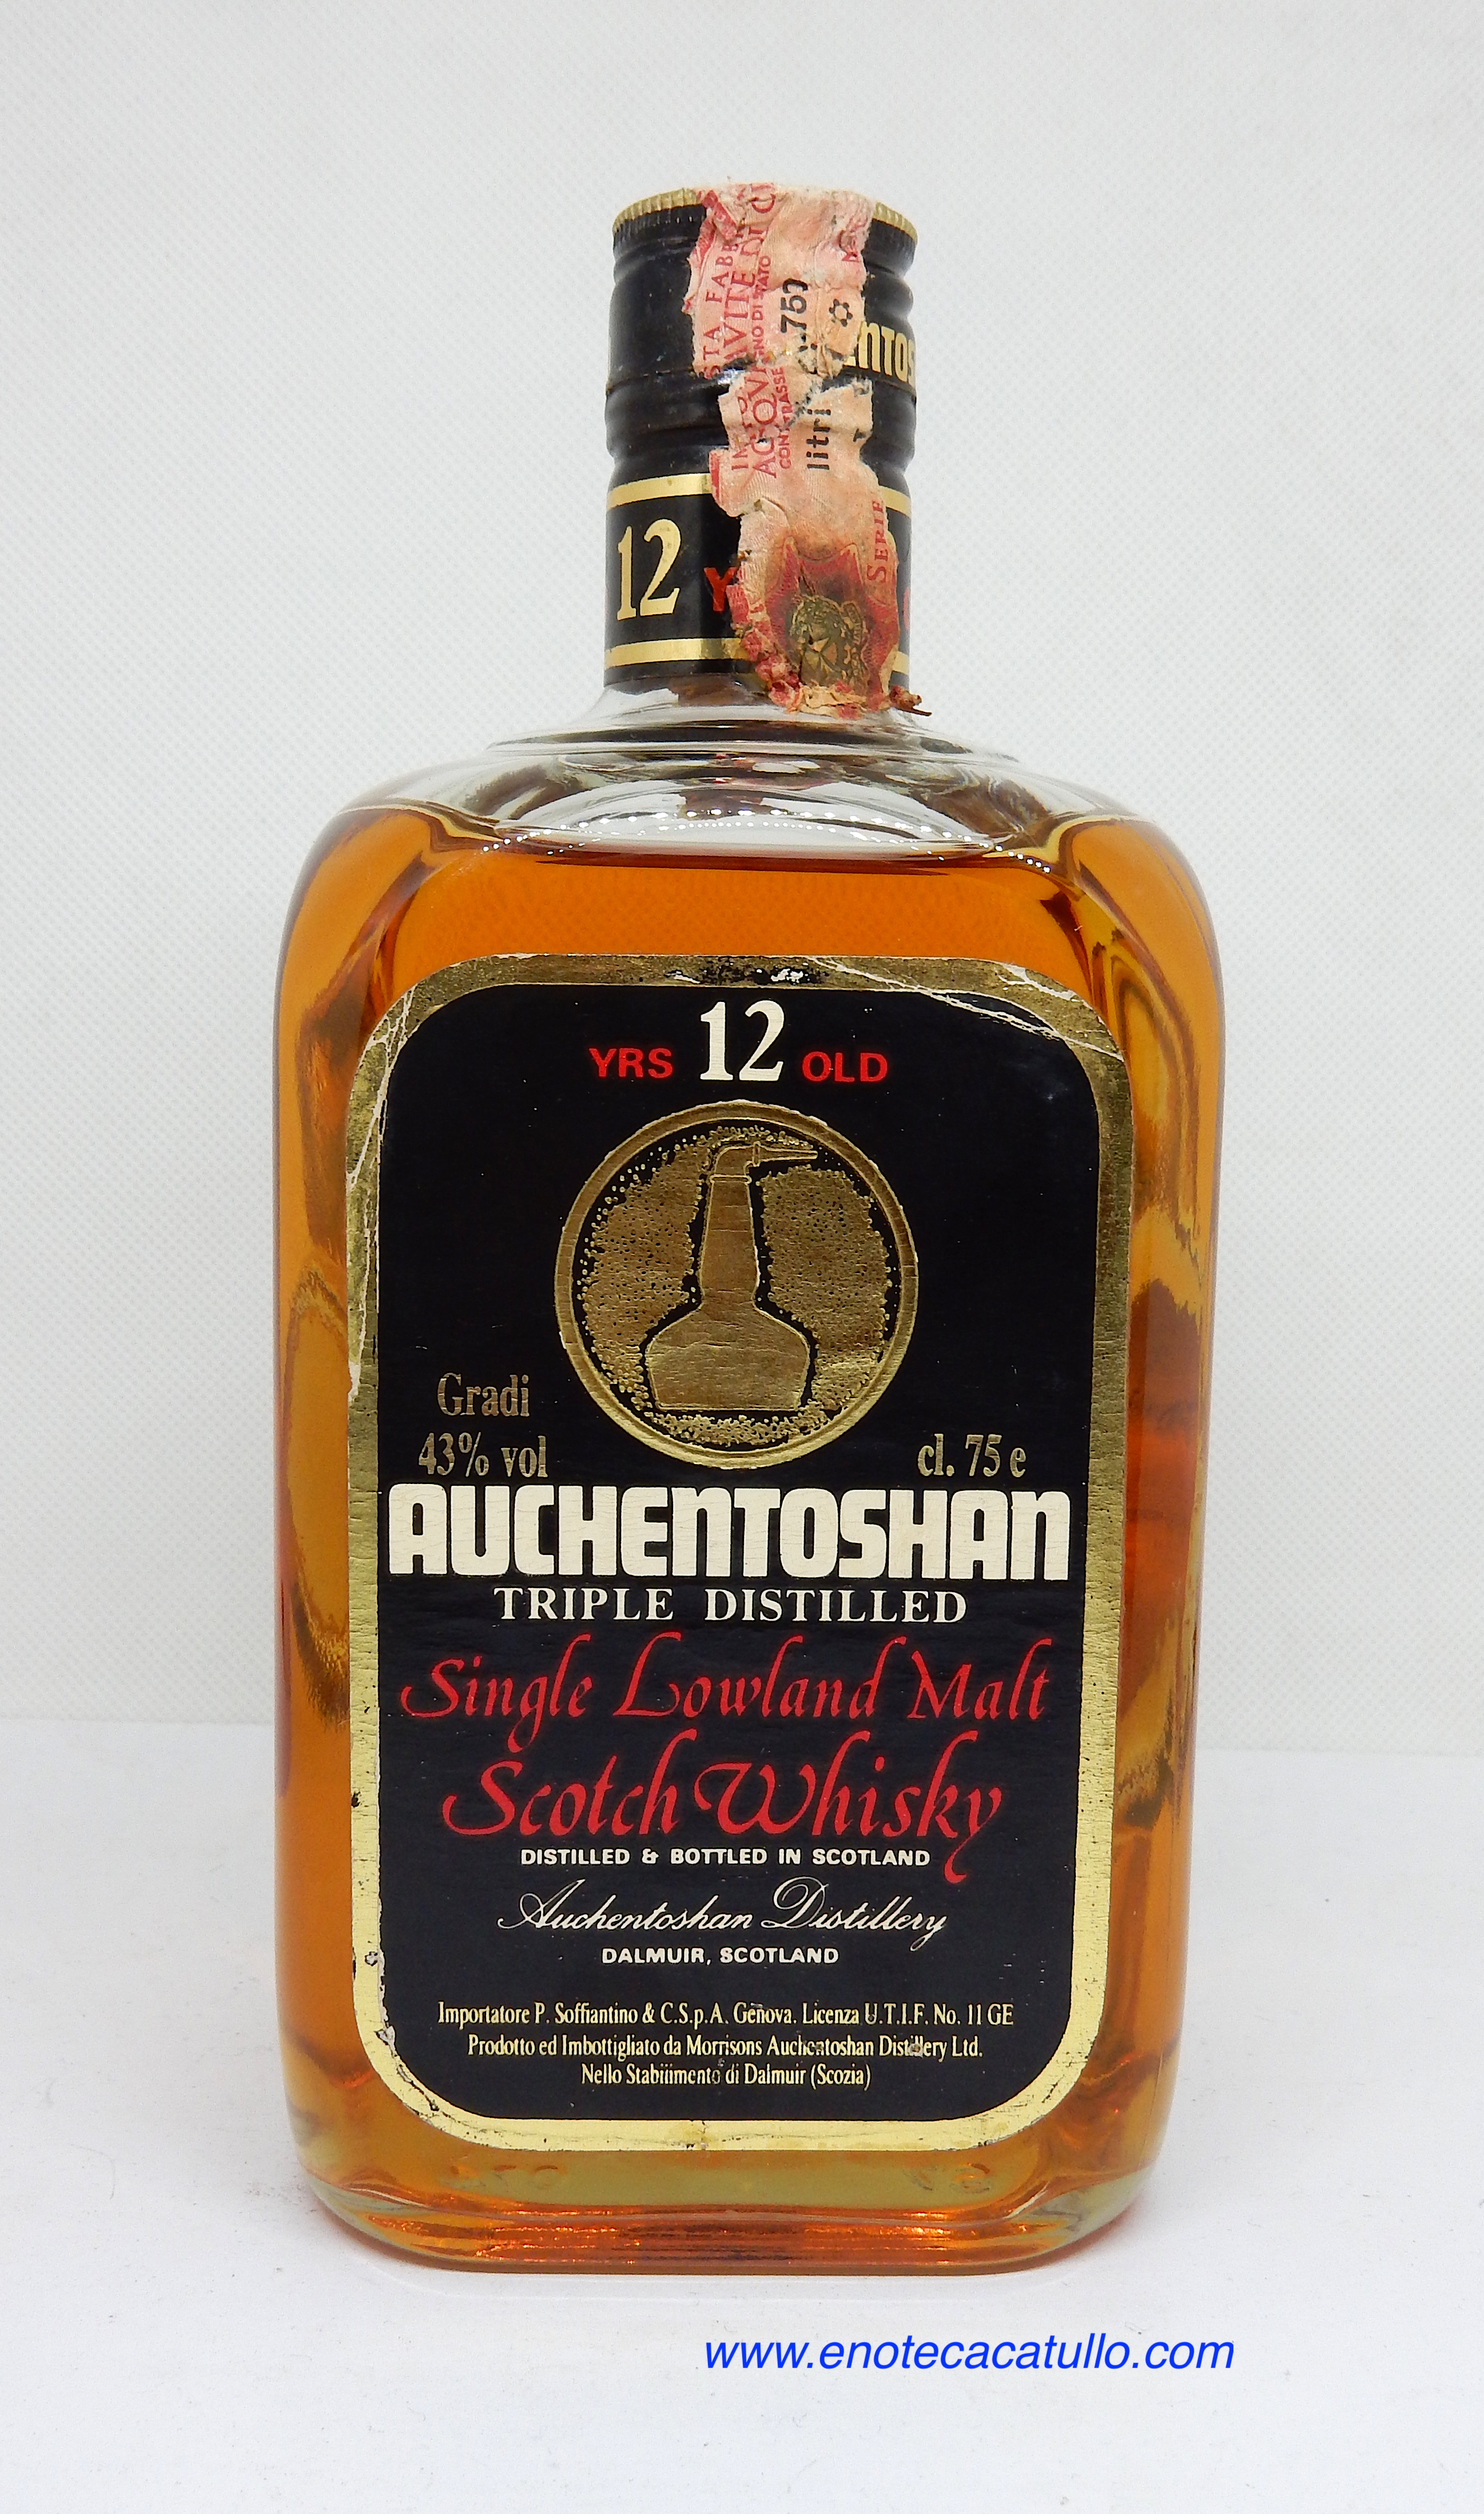 litri
SERIE
ENTOS
12
YRS 12 OLD
Gradi
43% vol
cl. 75 e
AUCHENTOSHAN
TRIPLE DISTILLED
Single Lowland Malt
Scotch Whisky
DISTILLED & BOTTLED IN SCOTLAND
Auchentoshan Distillery
DALMUIR, SCOTLAND
Importatore P. Soffiantino & C.S.p.A. Genova. Licenza U.T.I.F. No. 11 GE
Prodotto ed Imbottigliato da Morrisons Auchentoshan Distillery Ltd.
Nello Stabilimento di Dalmuir (Scozia)
www.enotecacatullo.com